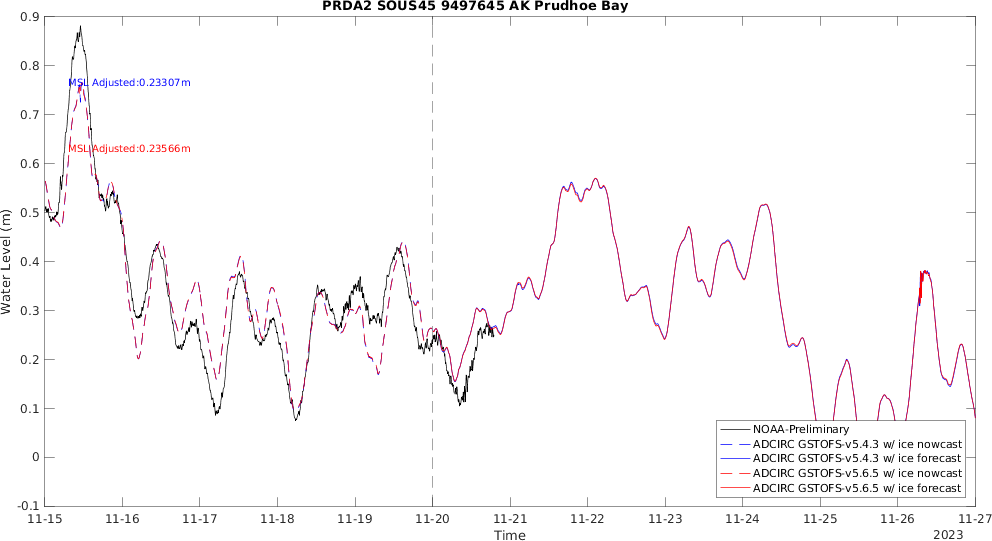 PRDA2 SOUS45 9497645 AK Prudhoe Bay
0.9
0.8
0.7
0.6
0.5
0.4
0.3
0.2
0.1
0
-0.1
Water Level (m)
MSL Adjusted:0.23307m
MSL Adjusted:0.23566m
NOAA-Preliminary
ADCIRC GSTOFS-v5.4.3 w/ ice nowcast
ADCIRC GSTOFS-v5.4.3 w/ ice forecast
ADCIRC GSTOFS-v5.6.5 w/ ice nowcast
ADCIRC GSTOFS-v5.6.5 w/ ice forecast
11-15 11-16 11-17 11-18 11-19 11-20 11-21 11-22 11-23 11-24 11-25 11-26 11-27
Time
2023